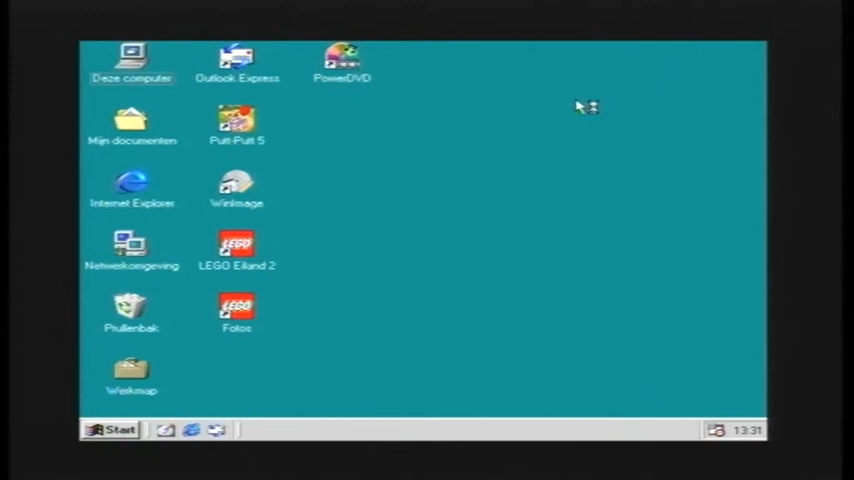 Deze computer
Outlook Express
PowerDVD
Mijn documenten
Putt-Putt 5
Internet Explorer
WinImage
Netwerkomgeving
LEGO
LEGO Eiland 2
Prullenbak
LEGO
Fotos
Werkmap
Start
13:31